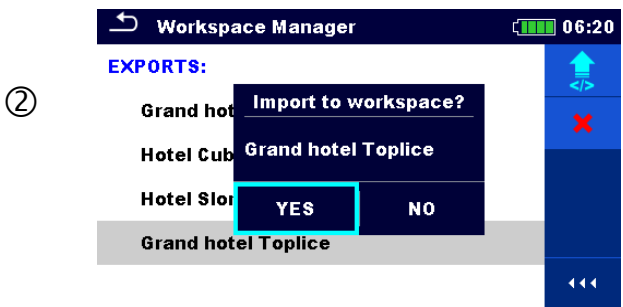 Workspace Manager 06:20
EXPORTS:
②
Grand hot
Import to workspace?
Hotel Cub
Grand hotel Toplice
Hotel Slon
YES NO
Grand hotel Toplice